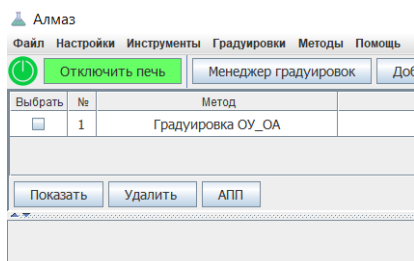 Алмаз
Файл Настройки Инструменты Градуировки Методы Помощь
Отключить печь Менеджер градуировок
Выбрать № Метод
1 Градуировка ОУ_ОА
Показать Удалить АПП